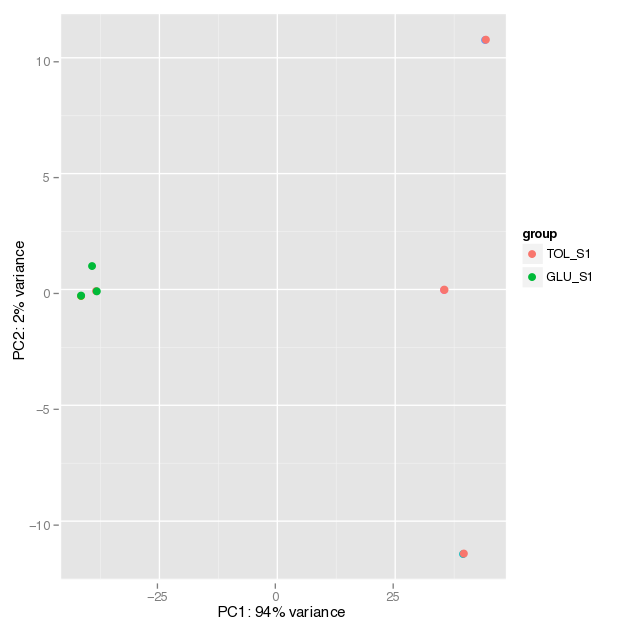 10
5
0
−5
−10
PC2: 2% variance
−25
0
25
PC1: 94% variance
group
TOL_S1
GLU_S1